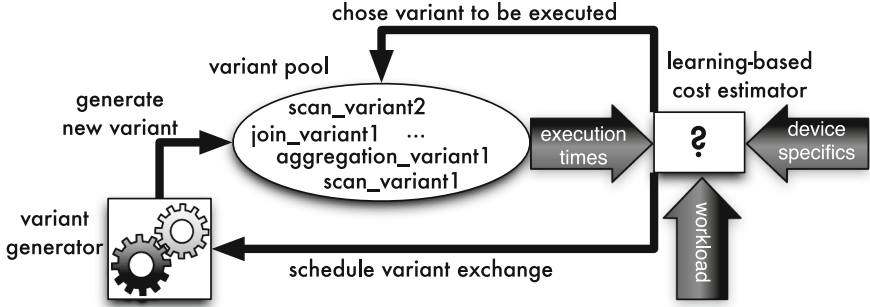 chose variant to be executed
variant pool
learning-based
cost estimator
generate
new variant
scan_variant2
join_variant1 ...
aggregation_variant1
scan_variant1
execution
times
?
device
specifics
variant
generator
workload
schedule variant exchange